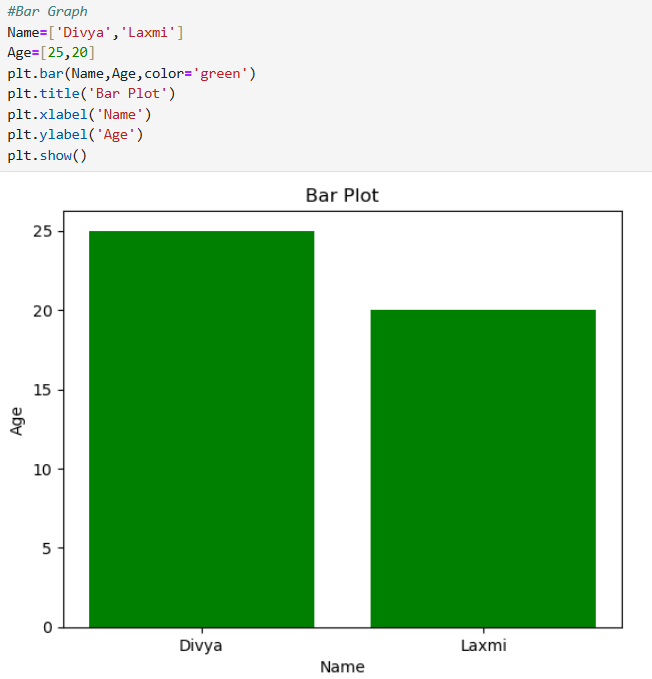 #Bar Graph
Name=['Divya','Laxmi']
Age=[25,20]
plt.bar(Name,Age,color='green')
plt.title('Bar Plot')
plt.xlabel('Name')
plt.ylabel('Age')
plt.show()
Bar Plot
25
20
15
10
5
0
Age
Divya Laxmi
Name